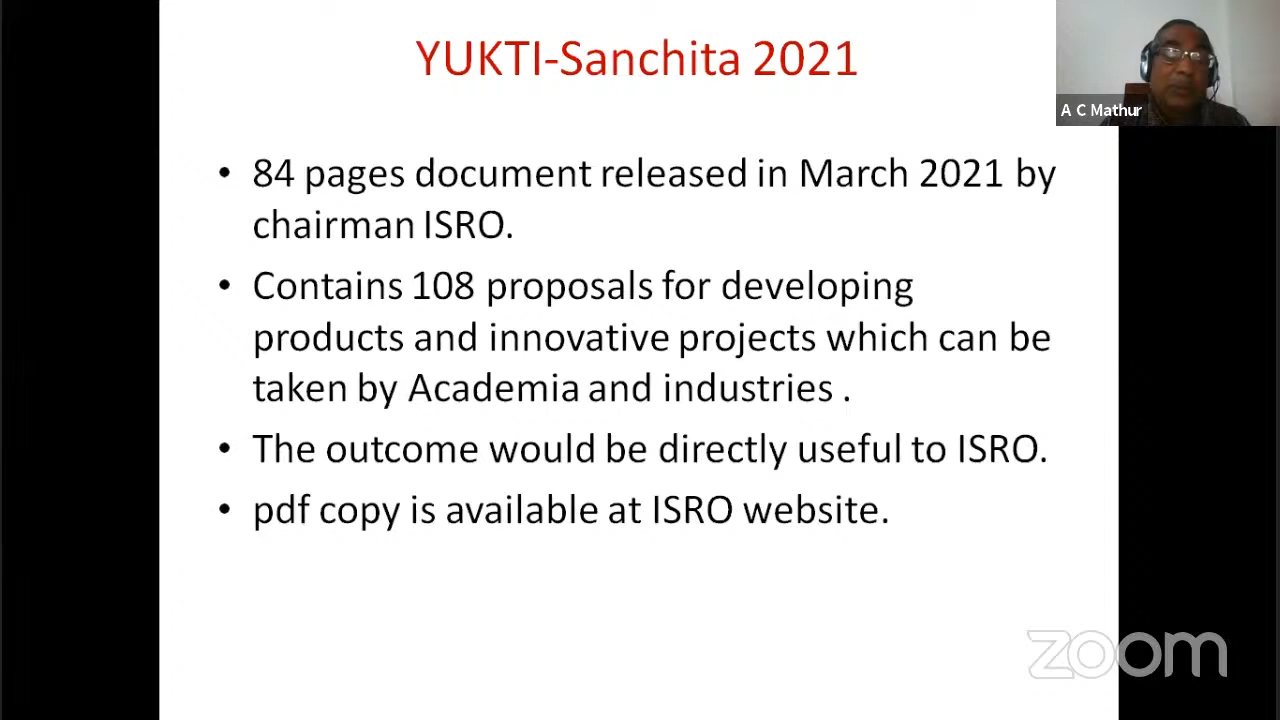 YUKTI-Sanchita 2021
A C Mathur
• 84 pages document released in March 2021 by
chairman ISRO.
• Contains 108 proposals for developing
products and innovative projects which can be
taken by Academia and industries .
• The outcome would be directly useful to ISRO.
• pdf copy is available at ISRO website.
zoom